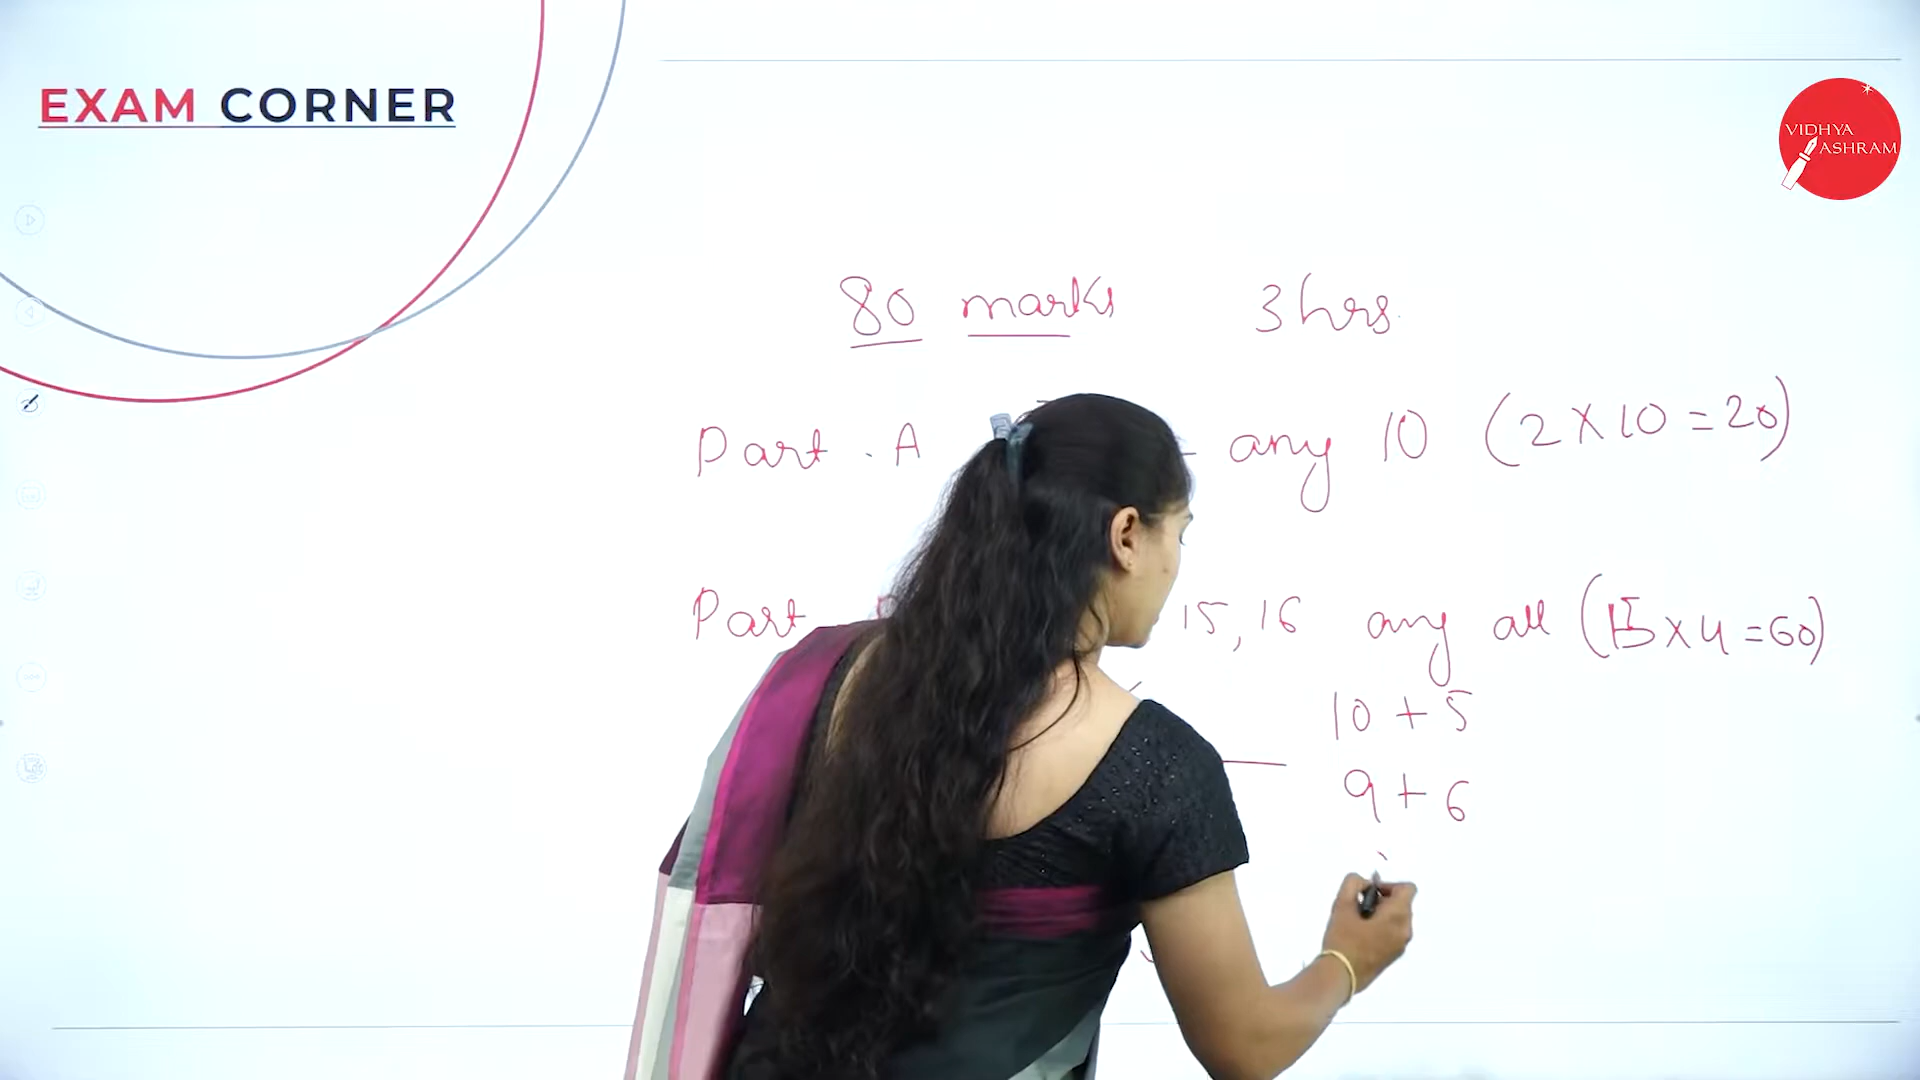 EXAM CORNER
VIDHYA
ASHRAM
80 marks 3 hrs.
Part . A - any 10 (2 X 10 = 20)
Part 15, 16 any all (15 X 4 = 60)
10 + 5
9 + 6